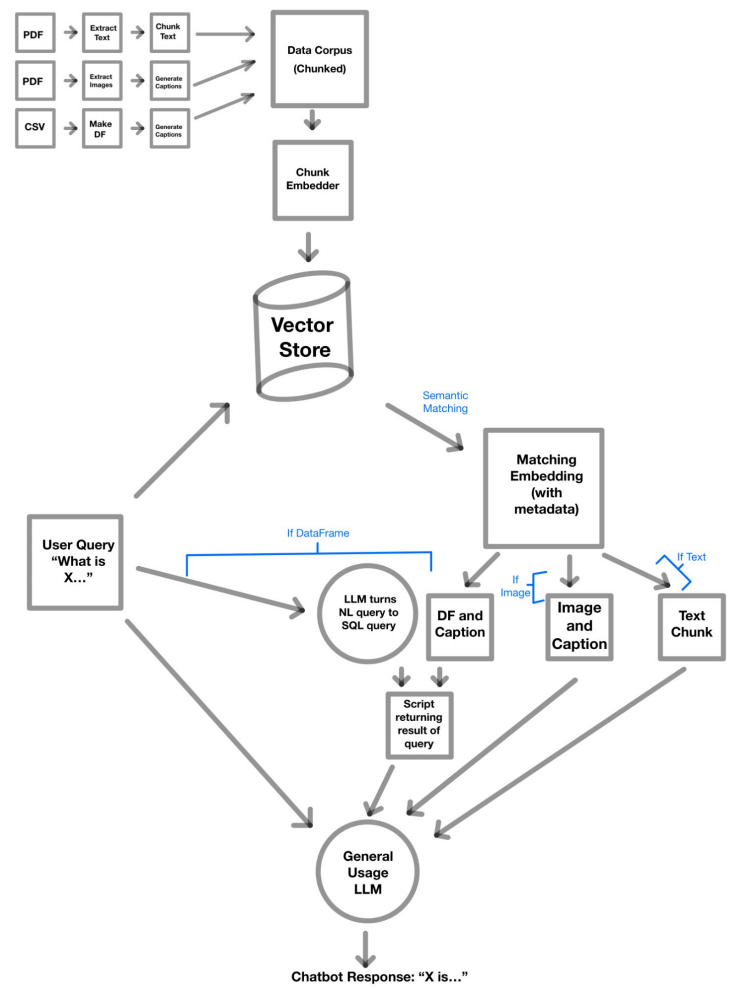 PDF
Extract
Text
Chunk
Text
Data Corpus
(Chunked)
PDF
Extract
Images
Generate
Captions
CSV
Make
DF
Generate
Captions
Chunk
Embedder
Vector
Store
Semantic
Matching
Matching
Embedding
(with
metadata)
User Query
“What is
X…”
If DataFrame
LLM turns
NL query to
SQL query
DF and
Caption
If
Image
Image
and
Caption
If Text
Text
Chunk
Script
returning
result of
query
General
Usage
LLM
Chatbot Response: “X is…”